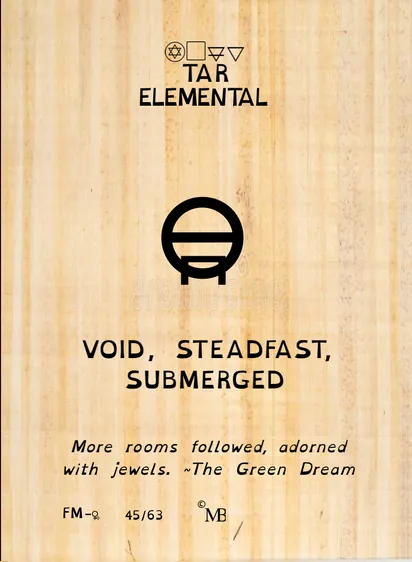 TAR
ELEMENTAL
VOID, STEADFAST,
SUBMERGED
More rooms followed, adorned
with jewels. ~The Green Dream
FM-♀ 45/63 © MB